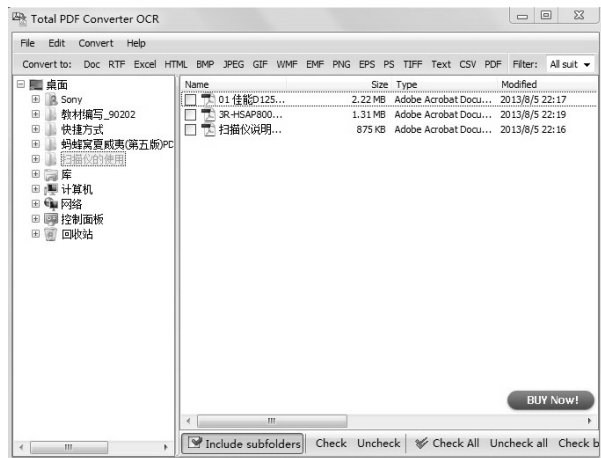 Total PDF Converter OCR
File Edit Convert Help
Convert to: Doc RTF Excel HTML BMP JPEG GIF WMF EMF PNG EPS PS TIFF Text CSV PDF Filter: All suit
桌面
Sony
教材编写_90202
快捷方式
蚂蜂窝夏威夷(第五版)PC
扫描仪的使用
库
计算机
网络
控制面板
回收站
Name Size Type Modified
01 佳能D125... 2.22 MB Adobe Acrobat Docu... 2013/8/5 22:17
3R-HSAP800... 1.31 MB Adobe Acrobat Docu... 2013/8/5 22:19
扫描仪说明... 875 KB Adobe Acrobat Docu... 2013/8/5 22:16
BUY Now!
Include subfolders Check Uncheck Check All Uncheck all Check b